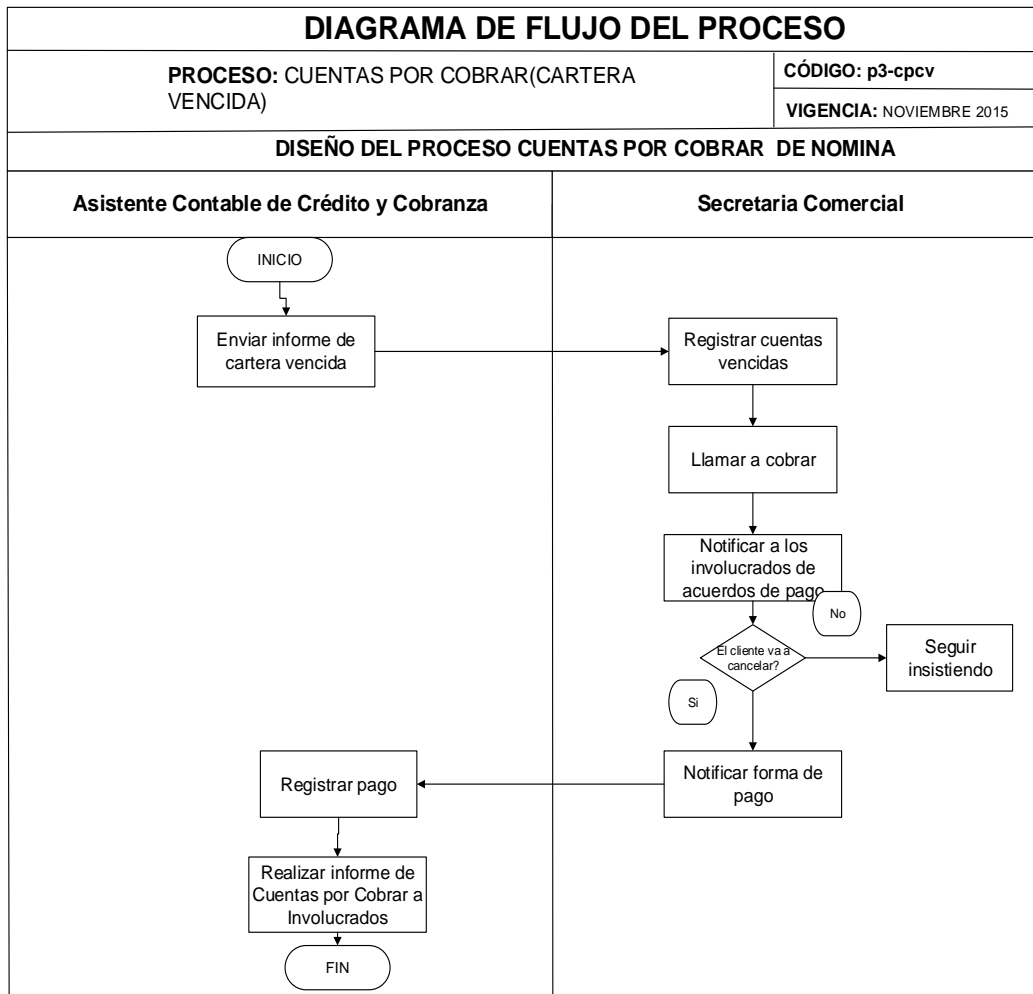 DIAGRAMA DE FLUJO DEL PROCESO
PROCESO: CUENTAS POR COBRAR(CARTERA
VENCIDA)
CÓDIGO: p3-cpcv
VIGENCIA: NOVIEMBRE 2015
DISEÑO DEL PROCESO CUENTAS POR COBRAR DE NOMINA
Asistente Contable de Crédito y Cobranza
Secretaria Comercial
INICIO
Enviar informe de
cartera vencida
Registrar cuentas
vencidas
Llamar a cobrar
Notificar a los
involucrados de
acuerdos de pago
No
El cliente va a
cancelar?
Seguir
insistiendo
Si
Notificar forma de
pago
Registrar pago
Realizar informe de
Cuentas por Cobrar a
Involucrados
FIN